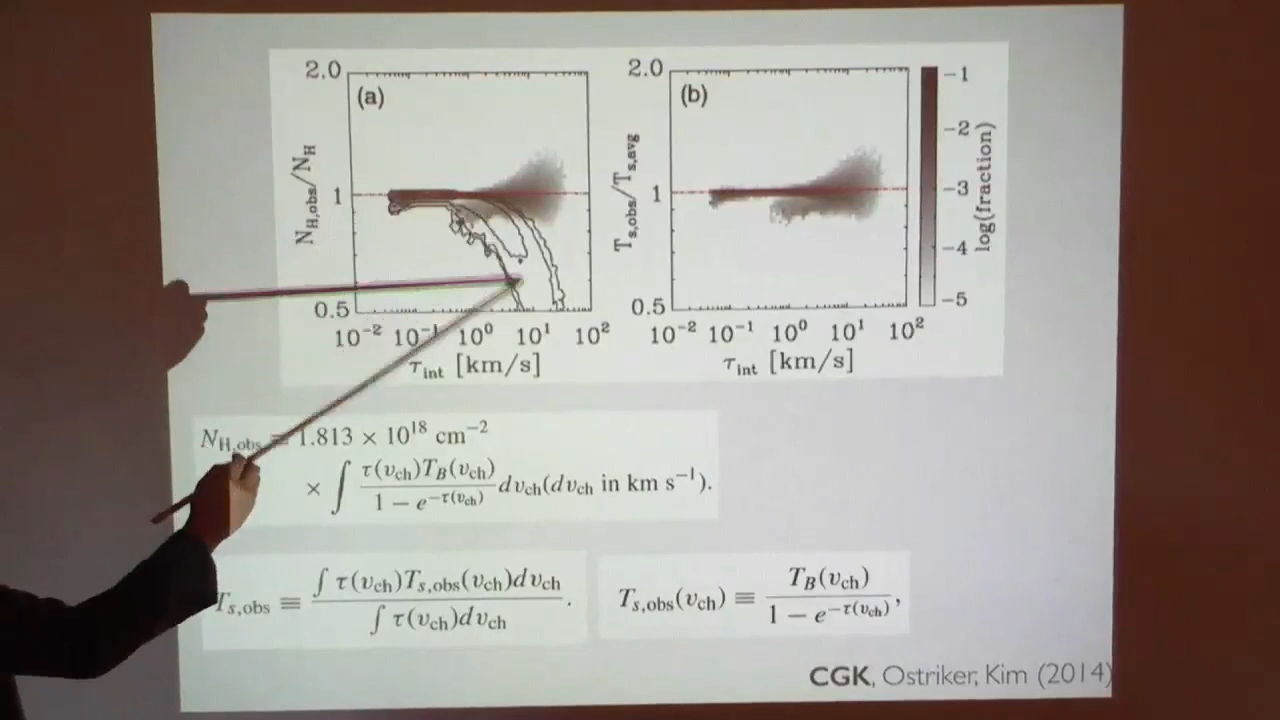 2.0
(a)
N_H,obs/N_H
1
0.5
10^-2 10^-1 10^0 10^1 10^2
τ_int [km/s]
2.0
(b)
T_s,obs/T_s,avg
1
0.5
10^-2 10^-1 10^0 10^1 10^2
τ_int [km/s]
-1
-2
-3
-4
-5
log(fraction)
N_H,obs ≡ 1.813 × 10^18 cm^-2
× ∫ τ(v_ch)T_B(v_ch) / 1 − e^−τ(v_ch) dv_ch(dv_ch in km s^-1).
T_s,obs ≡ ∫ τ(v_ch)T_s,obs(v_ch)dv_ch / ∫ τ(v_ch)dv_ch .
T_s,obs(v_ch) ≡ T_B(v_ch) / 1 − e^−τ(v_ch) ,
CGK, Ostriker, Kim (2014)